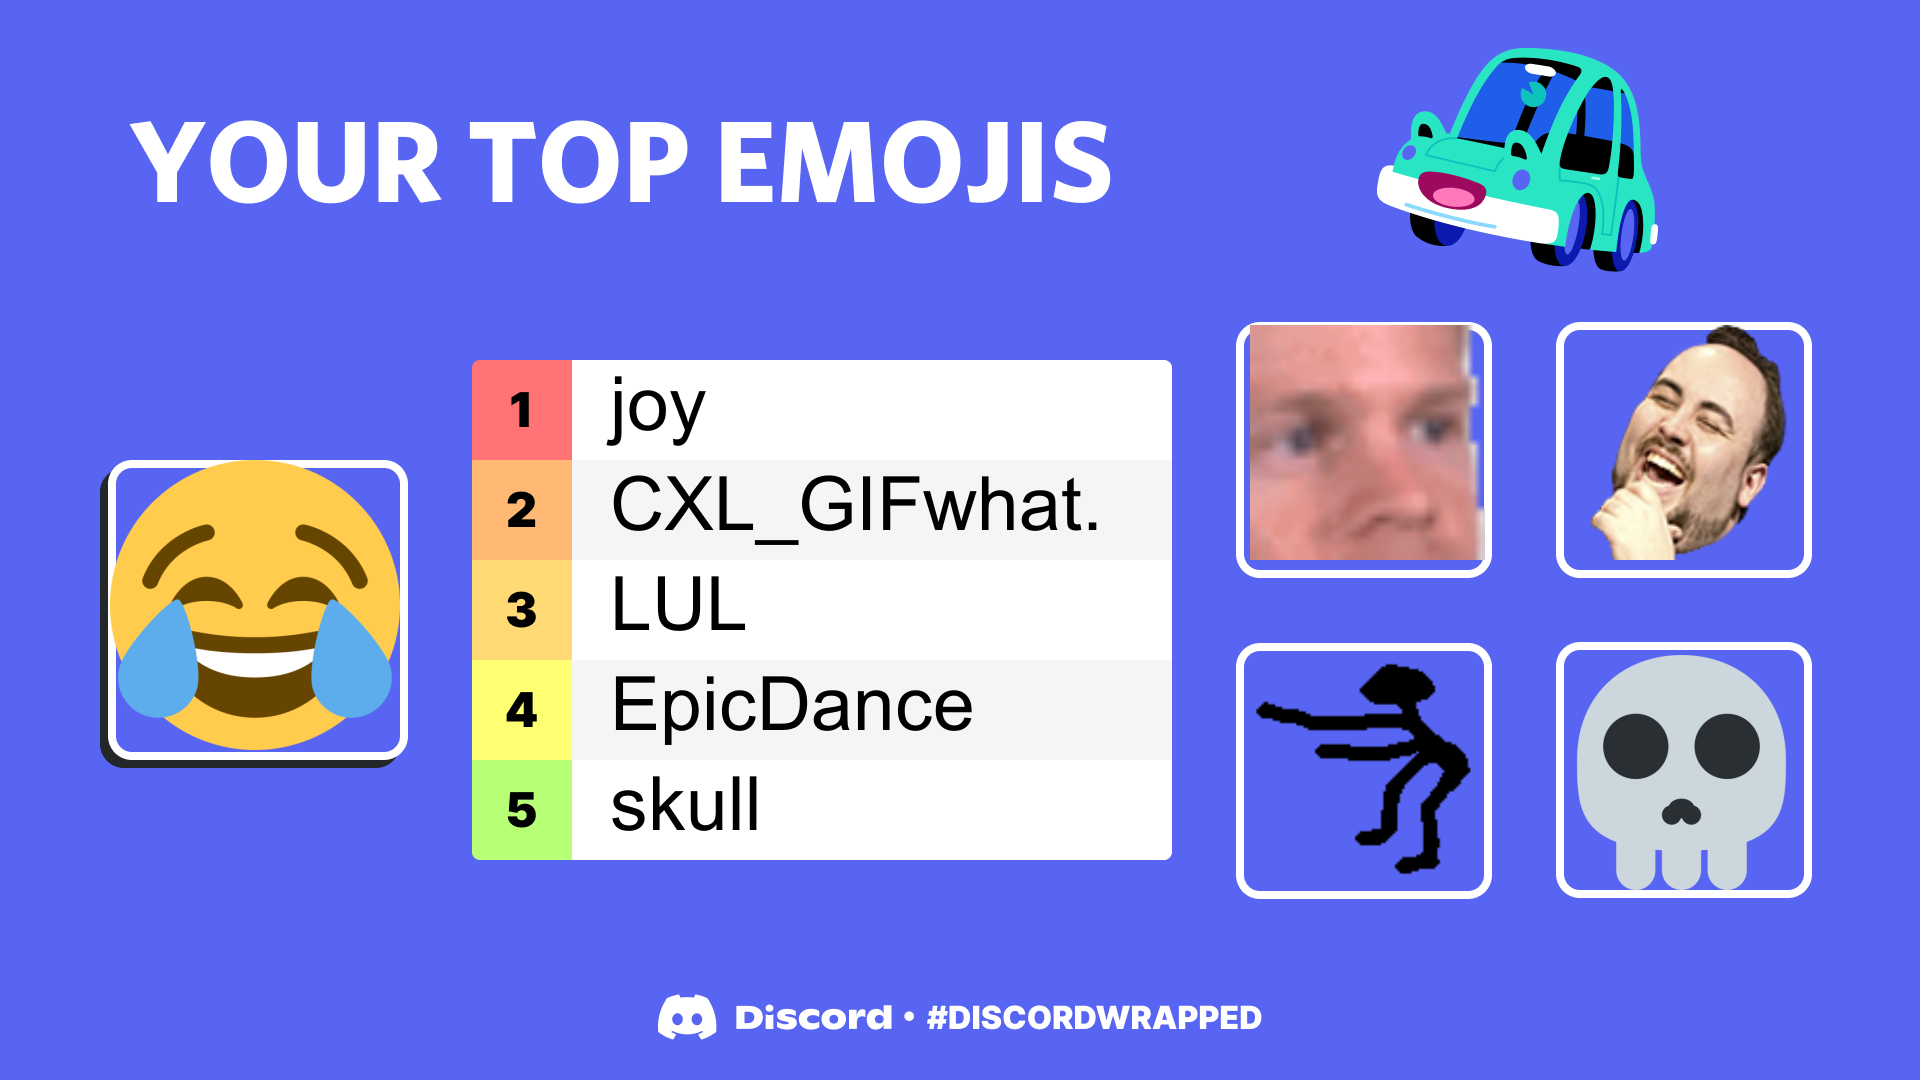 YOUR TOP EMOJIS
1 joy
2 CXL_GIFwhat.
3 LUL
4 EpicDance
5 skull
Discord • #DISCORDWRAPPED